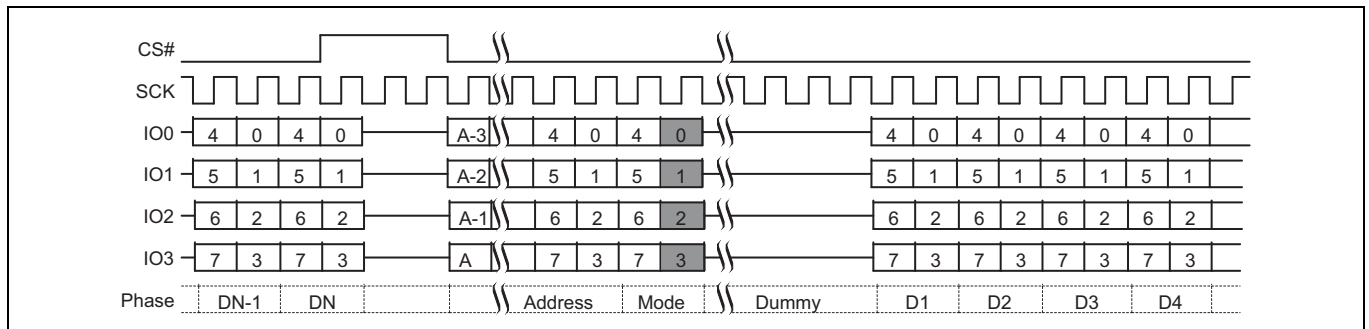 CS#
SCK
IO0 4 0 4 0 A-3 4 0 4 0 4 0 4 0 4 0 4 0
IO1 5 1 5 1 A-2 5 1 5 1 5 1 5 1 5 1 5 1
IO2 6 2 6 2 A-1 6 2 6 2 6 2 6 2 6 2 6 2
IO3 7 3 7 3 A 7 3 7 3 7 3 7 3 7 3 7 3
Phase DN-1 DN Address Mode Dummy D1 D2 D3 D4